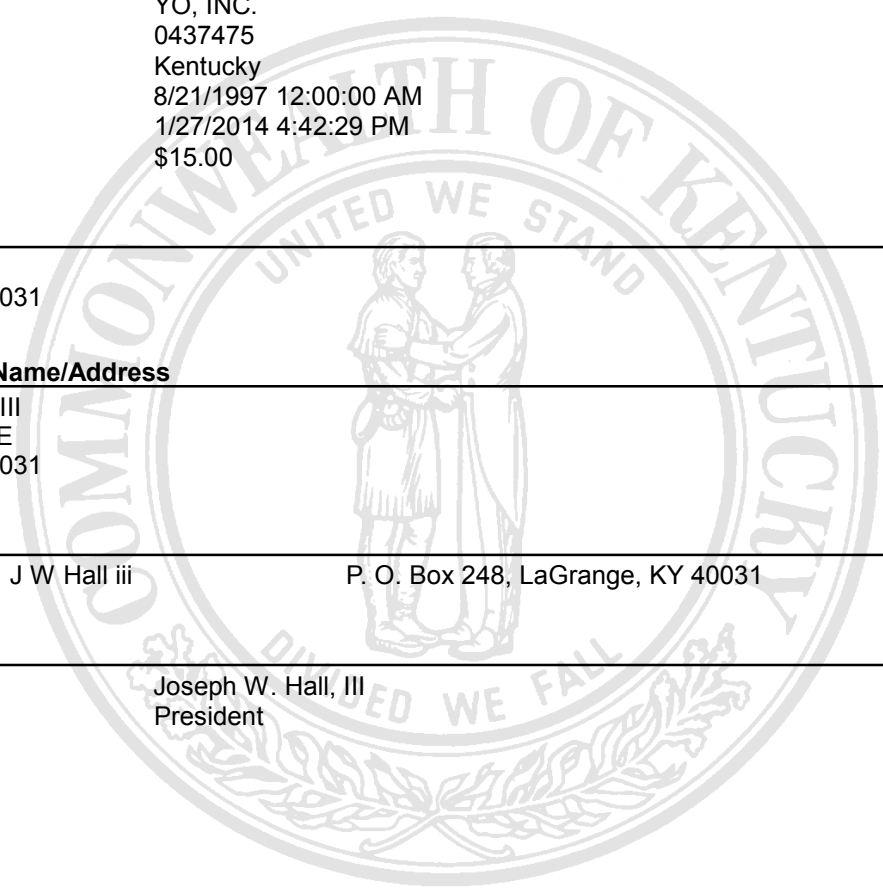 YO, INC.
0437475
Kentucky
8/21/1997 12:00:00 AM
1/27/2014 4:42:29 PM
$15.00
COMMONWEALTH OF KENTUCKY
UNITED WE STAND
031
Name/Address
III
E
031
J W Hall iii P. O. Box 248, LaGrange, KY 40031
DIVIDED WE FALL
Joseph W. Hall, III
President